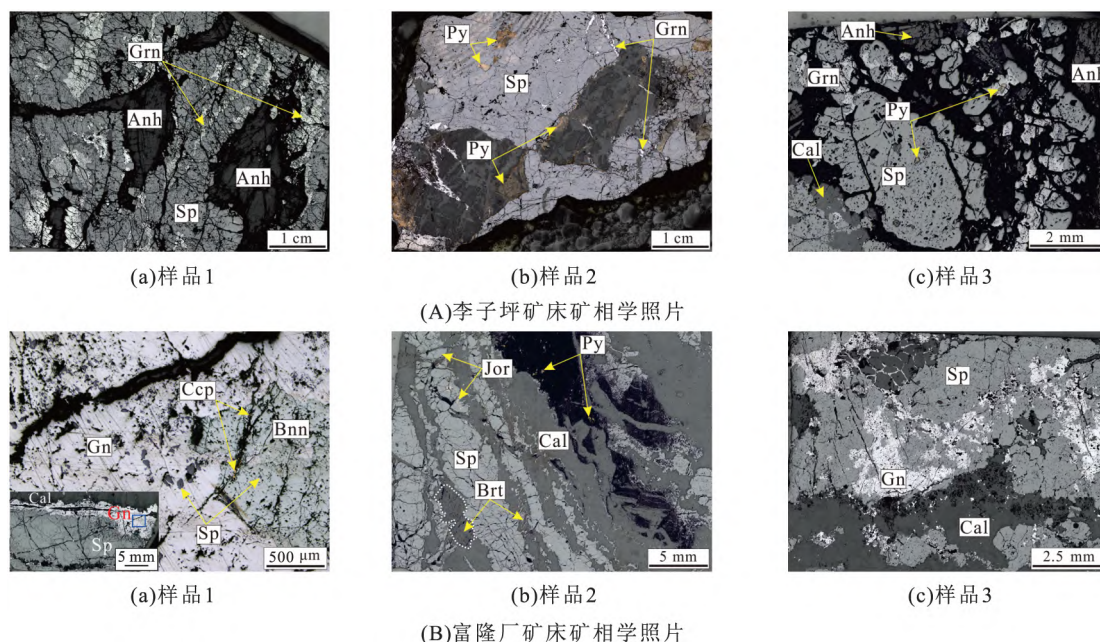 Grn
Anh
Anh
Sp
1 cm
(a)样品1
Py
Grn
Sp
Py
1 cm
(b)样品2
Anh
Grn
Anh
Py
Cal
Sp
2 mm
(c)样品3
(A)李子坪矿床矿相学照片
Ccp
Bnn
Gn
Cal
Grn
Sp
Sp
5 mm
500 μm
(a)样品1
Jor
Py
Cal
Sp
Brt
5 mm
(b)样品2
Sp
Gn
Cal
2.5 mm
(c)样品3
(B)富隆厂矿床矿相学照片